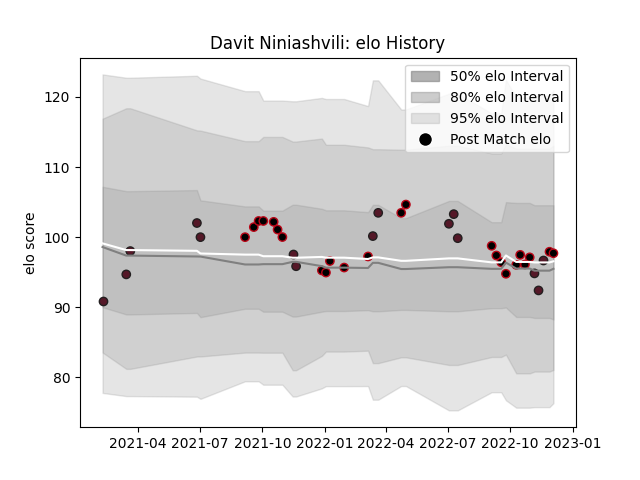 Davit Niniashvili: elo History
50% elo Interval
80% elo Interval
95% elo Interval
Post Match elo
elo score
120
110
100
90
80
2021-04 2021-07 2021-10 2022-01 2022-04 2022-07 2022-10 2023-01